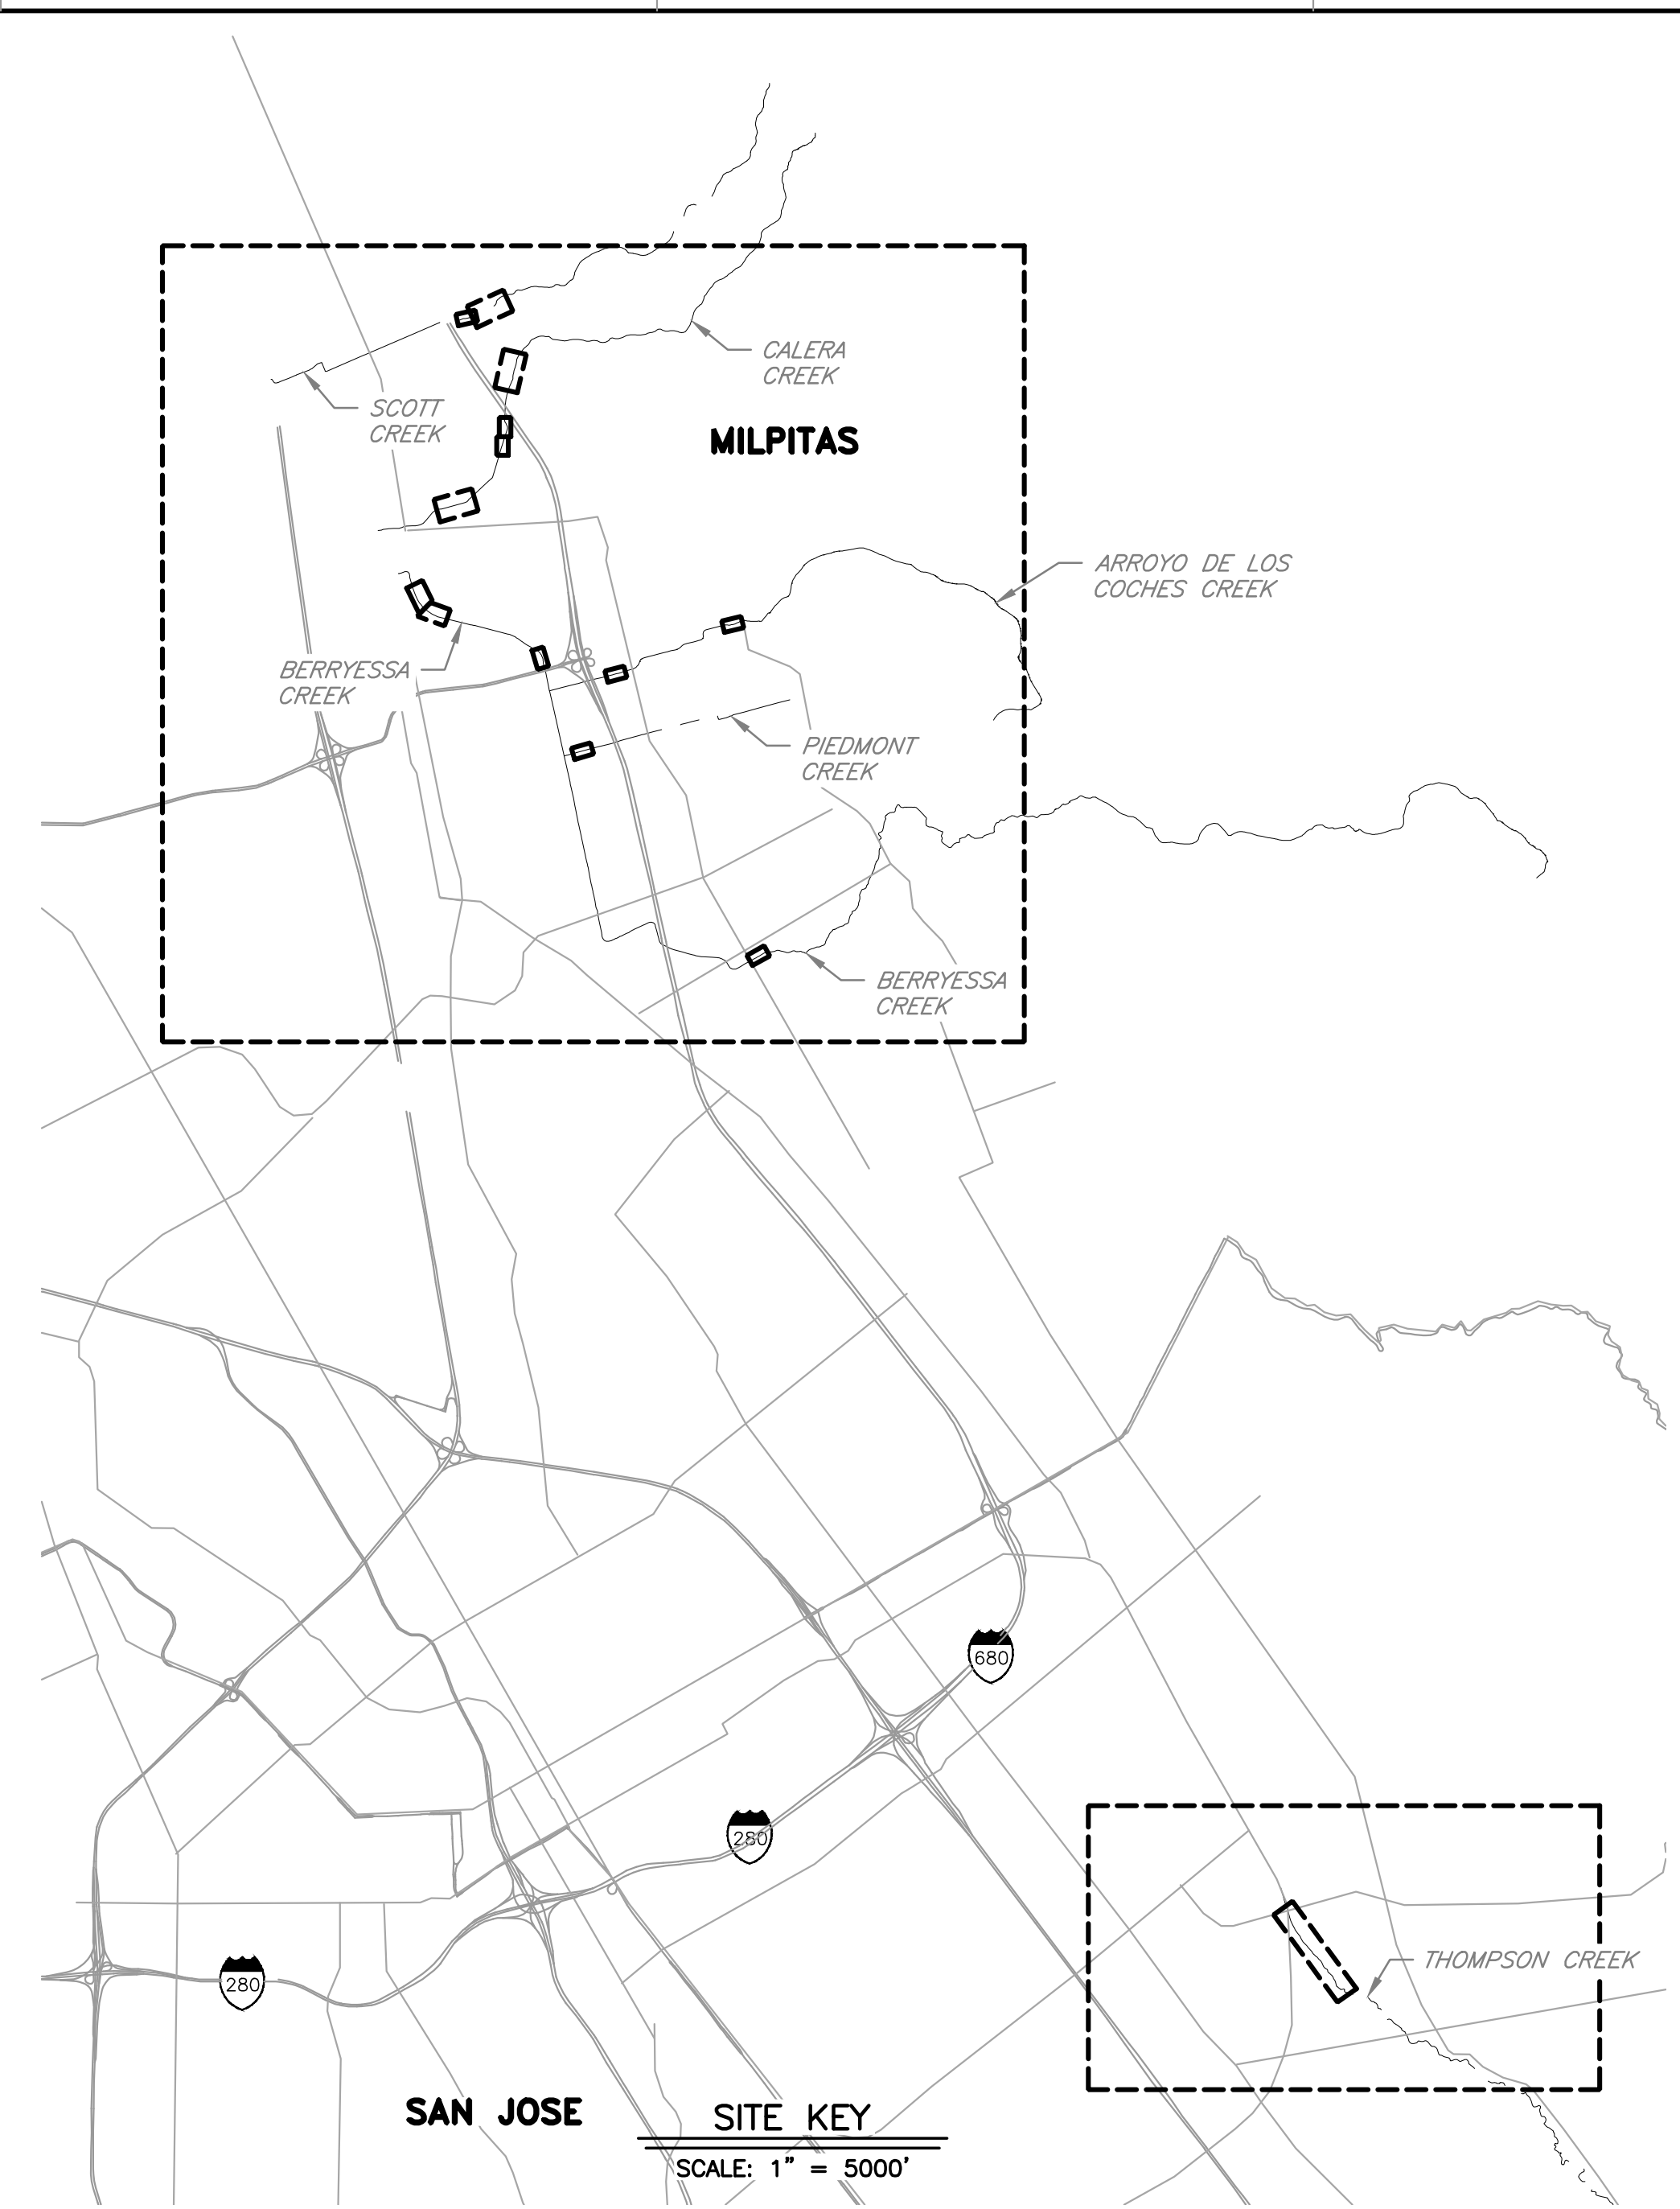 CALERA
CREEK
SCOTT
CREEK
MILPITAS
ARROYO DE LOS
COCHES CREEK
BERRYESSA
CREEK
PIEDMONT
CREEK
BERRYESSA
CREEK
680
280
THOMPSON CREEK
280
SAN JOSE
SITE KEY
SCALE: 1" = 5000'